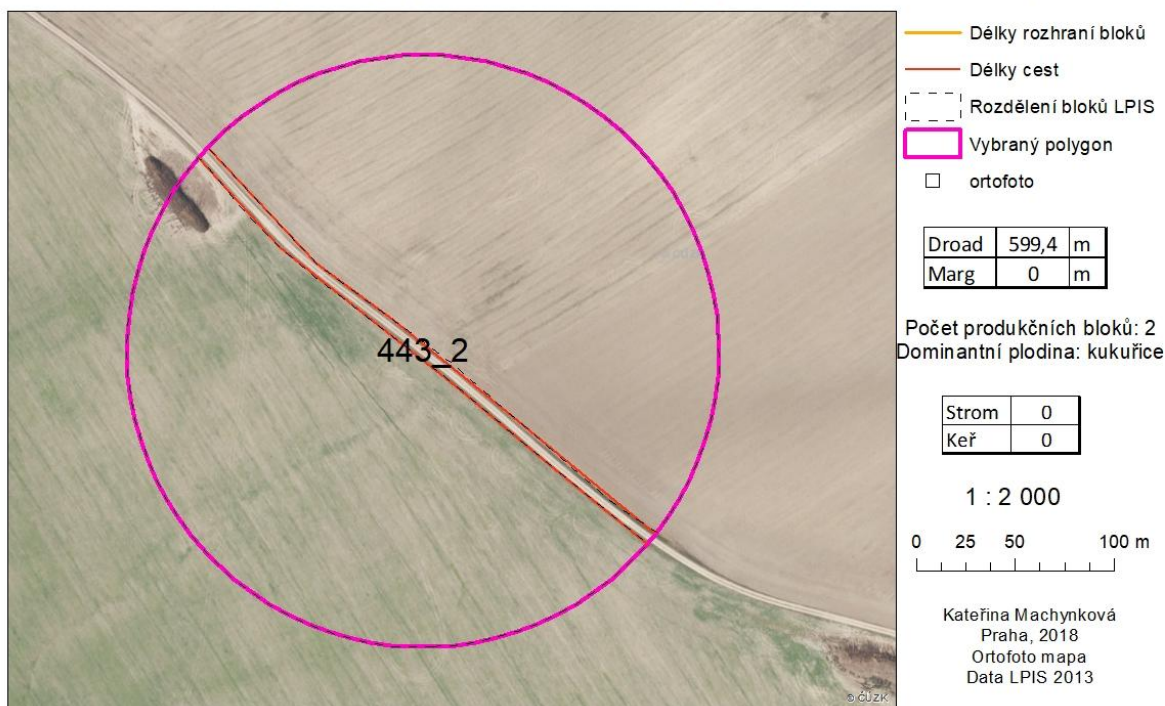 443_2
© ČÚZK
Délky rozhraní bloků
Délky cest
Rozdělení bloků LPIS
Vybraný polygon
ortofoto
Droad 599,4 m
Marg 0 m
Počet produkčních bloků: 2
Dominantní plodina: kukuřice
Strom 0
Keř 0
1 : 2 000
0 25 50 100 m
Kateřina Machynková
Praha, 2018
Ortofoto mapa
Data LPIS 2013